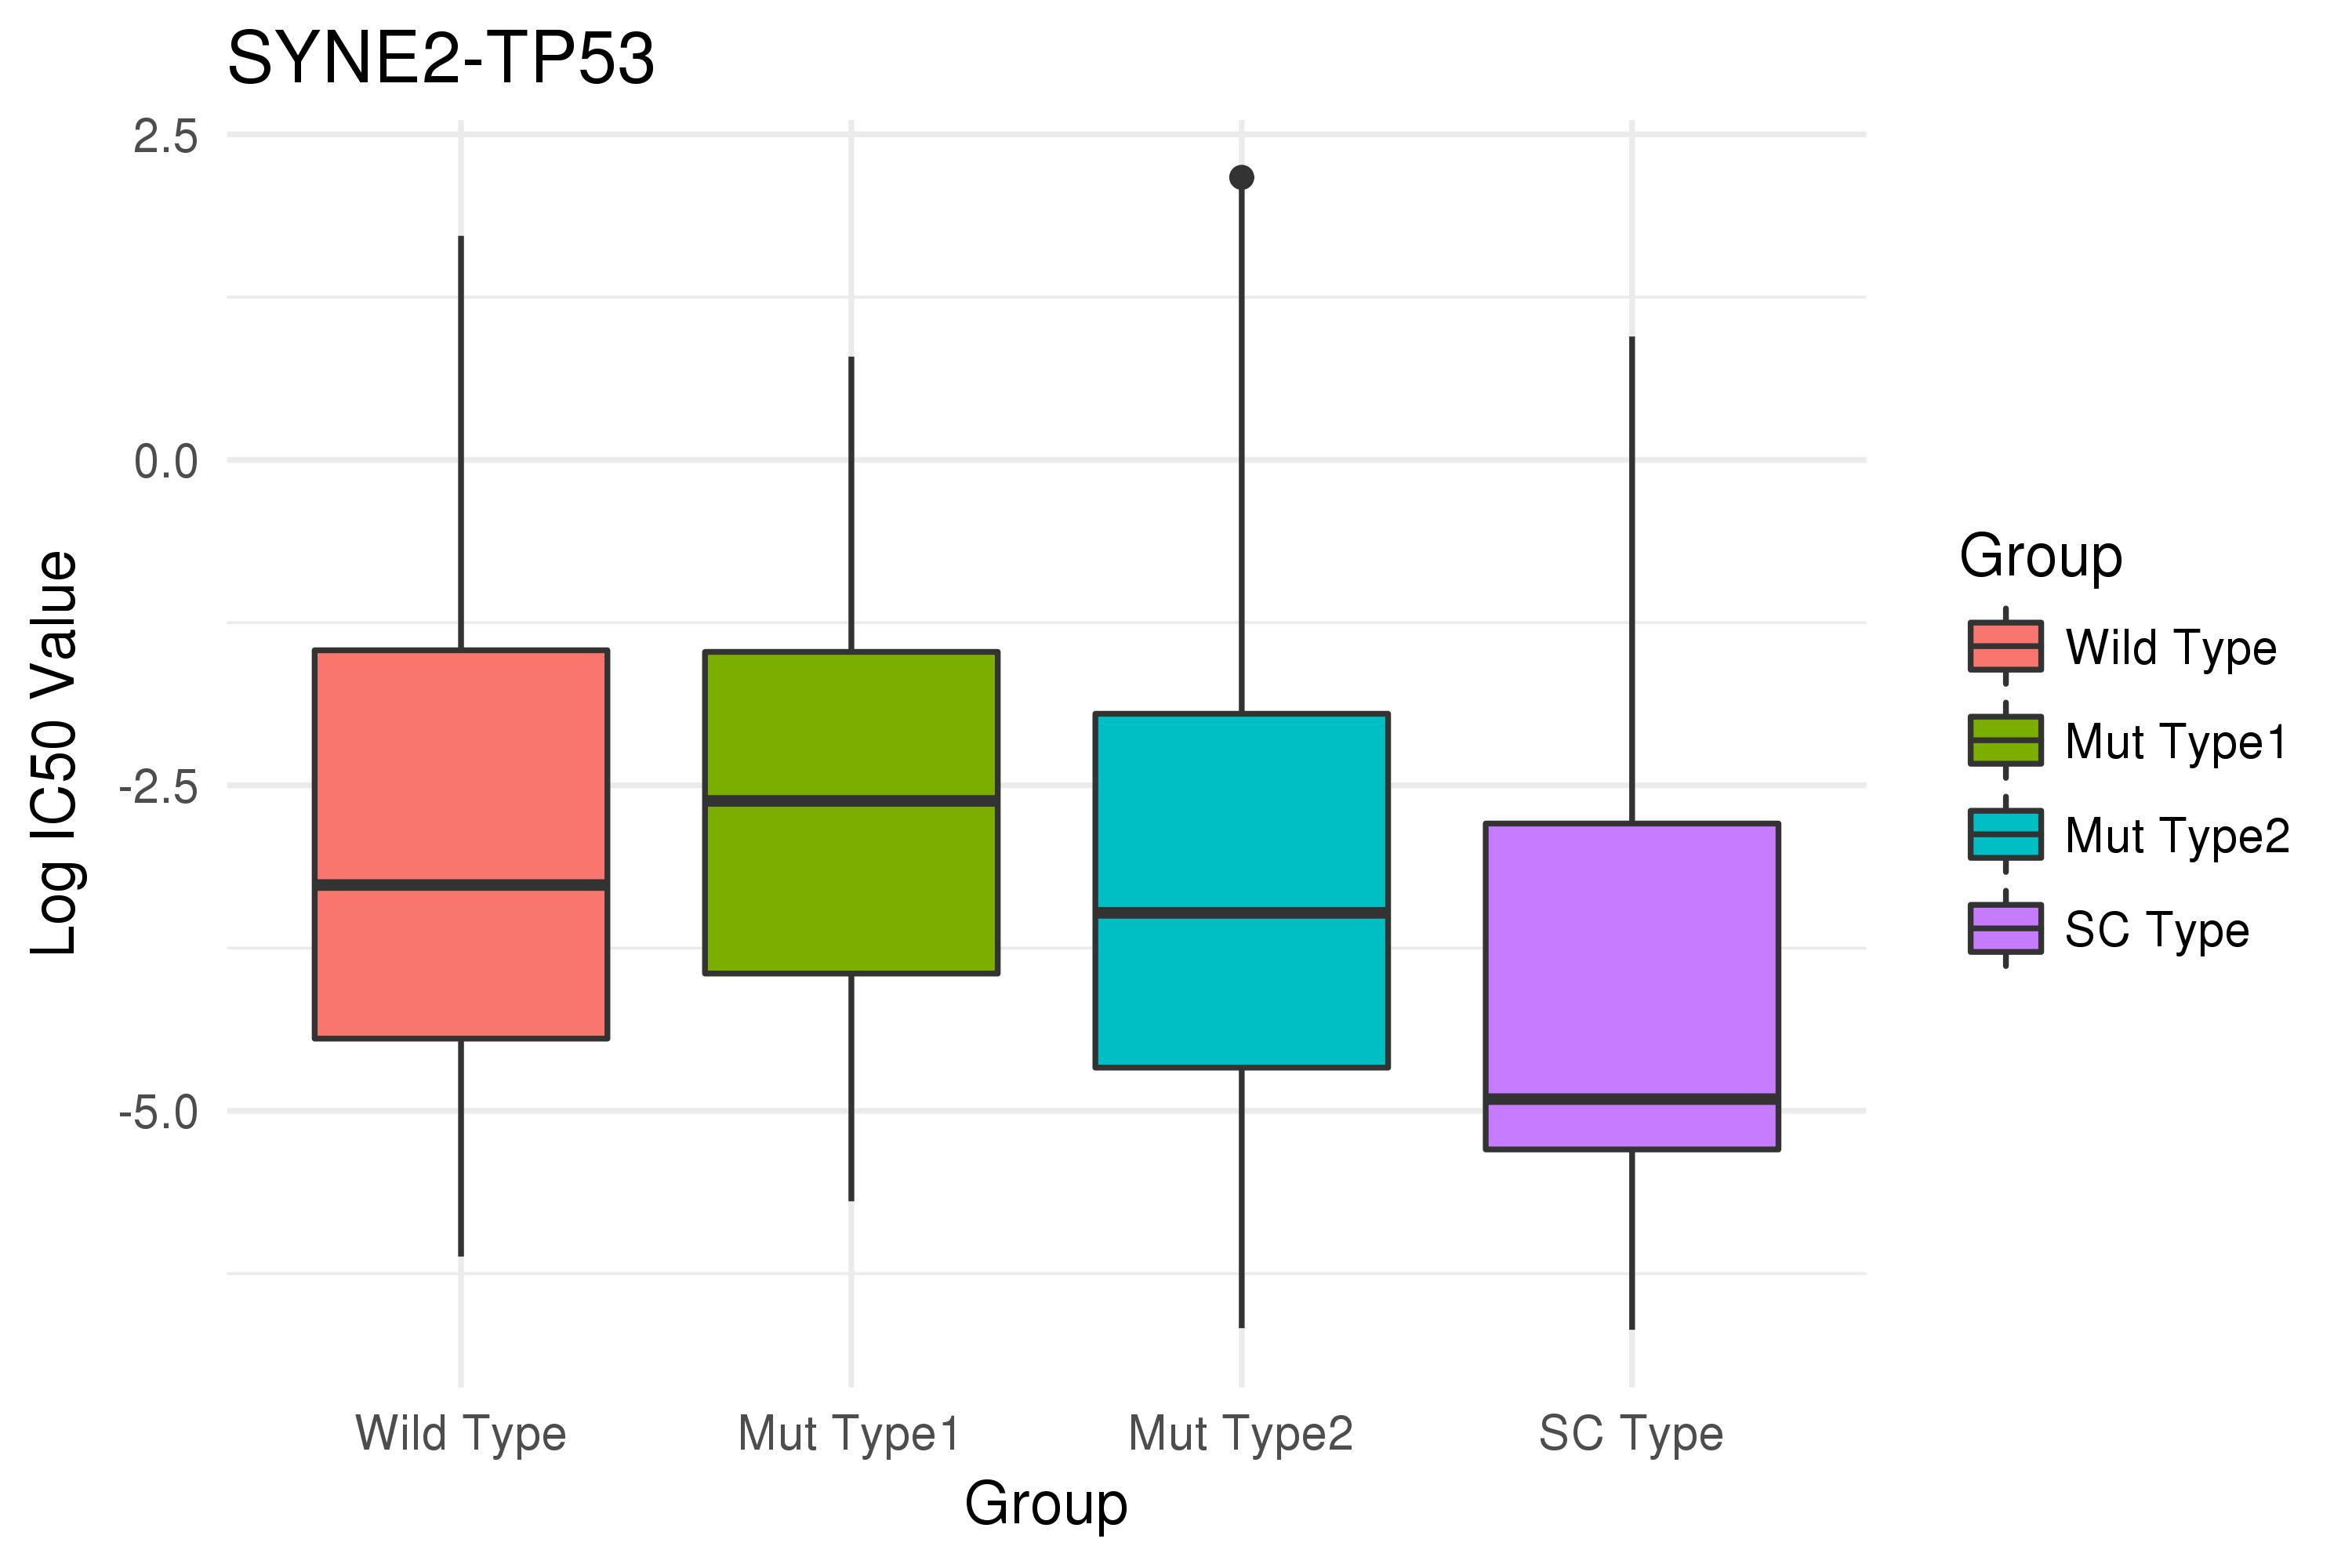 SYNE2-TP53
2.5
0.0
-2.5
-5.0
Log IC50 Value
Wild Type
Mut Type1
Mut Type2
SC Type
Group
Group
Wild Type
Mut Type1
Mut Type2
SC Type